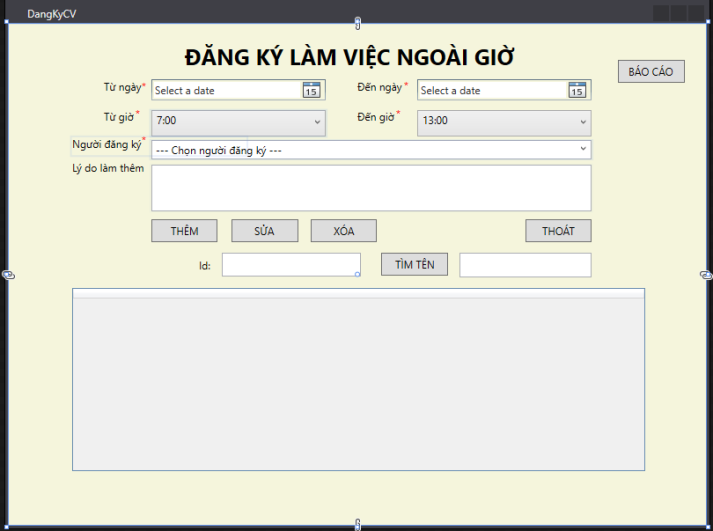 DangKyCV
ĐĂNG KÝ LÀM VIỆC NGOÀI GIỜ
BÁO CÁO
Từ ngày* Select a date 15 Đến ngày* Select a date 15
Từ giờ* 7:00 Đến giờ* 13:00
Người đăng ký* --- Chọn người đăng ký ---
Lý do làm thêm
THÊM SỬA XÓA THOÁT
Id: TÌM TÊN